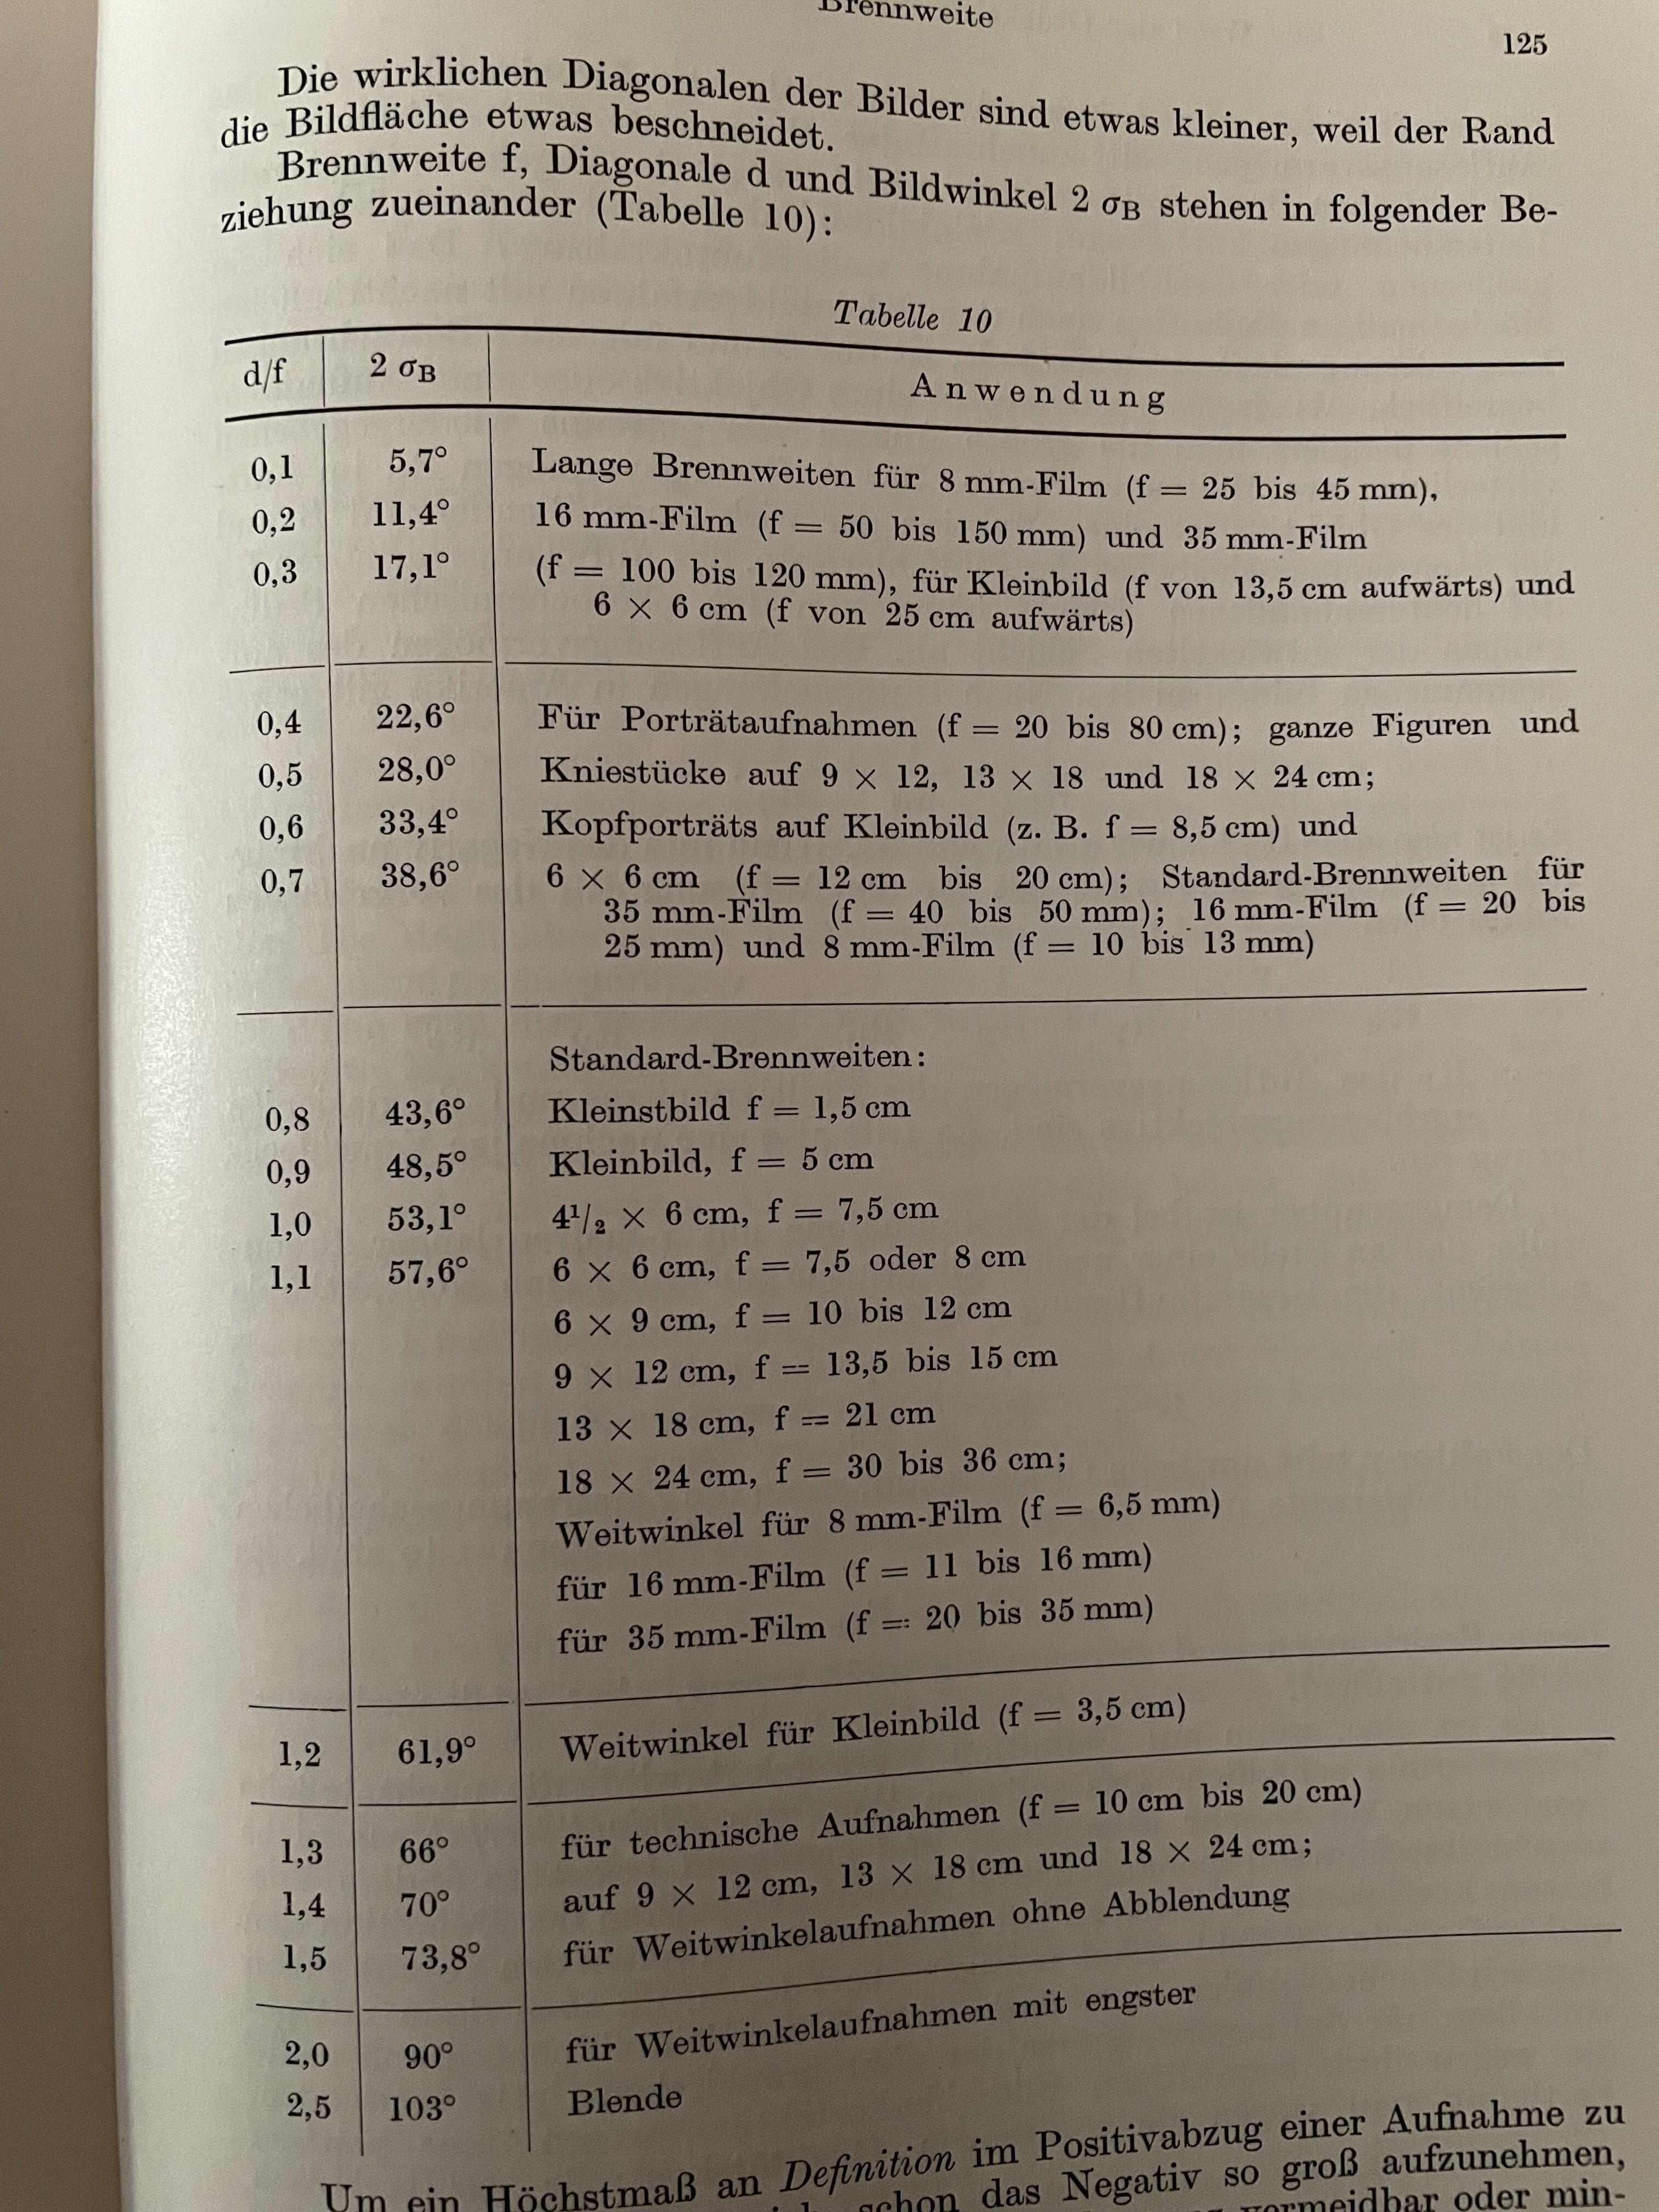 Brennweite
125
Die wirklichen Diagonalen der Bilder sind etwas kleiner, weil der Rand
die Bildfläche etwas beschneidet.
Brennweite f, Diagonale d und Bildwinkel 2 σB stehen in folgender Be-
ziehung zueinander (Tabelle 10):
Tabelle 10
d/f 2 σB Anwendung
0,1 5,7° Lange Brennweiten für 8 mm-Film (f = 25 bis 45 mm),
0,2 11,4° 16 mm-Film (f = 50 bis 150 mm) und 35 mm-Film
0,3 17,1° (f = 100 bis 120 mm), für Kleinbild (f von 13,5 cm aufwärts) und
6 × 6 cm (f von 25 cm aufwärts)
0,4 22,6° Für Porträtaufnahmen (f = 20 bis 80 cm); ganze Figuren und
0,5 28,0° Kniestücke auf 9 × 12, 13 × 18 und 18 × 24 cm;
0,6 33,4° Kopfporträts auf Kleinbild (z. B. f = 8,5 cm) und
0,7 38,6° 6 × 6 cm (f = 12 cm bis 20 cm); Standard-Brennweiten für
35 mm-Film (f = 40 bis 50 mm); 16 mm-Film (f = 20 bis
25 mm) und 8 mm-Film (f = 10 bis 13 mm)
Standard-Brennweiten:
0,8 43,6° Kleinstbild f = 1,5 cm
0,9 48,5° Kleinbild, f = 5 cm
1,0 53,1° 4¹/₂ × 6 cm, f = 7,5 cm
1,1 57,6° 6 × 6 cm, f = 7,5 oder 8 cm
6 × 9 cm, f = 10 bis 12 cm
9 × 12 cm, f = 13,5 bis 15 cm
13 × 18 cm, f = 21 cm
18 × 24 cm, f = 30 bis 36 cm;
Weitwinkel für 8 mm-Film (f = 6,5 mm)
für 16 mm-Film (f = 11 bis 16 mm)
für 35 mm-Film (f = 20 bis 35 mm)
1,2 61,9° Weitwinkel für Kleinbild (f = 3,5 cm)
1,3 66° für technische Aufnahmen (f = 10 cm bis 20 cm)
1,4 70° auf 9 × 12 cm, 13 × 18 cm und 18 × 24 cm;
1,5 73,8° für Weitwinkelaufnahmen ohne Abblendung
2,0 90° für Weitwinkelaufnahmen mit engster
2,5 103° Blende
Um ein Höchstmaß an Definition im Positivabzug einer Aufnahme zu
schon das Negativ so groß aufzunehmen,
vermeidbar oder min-